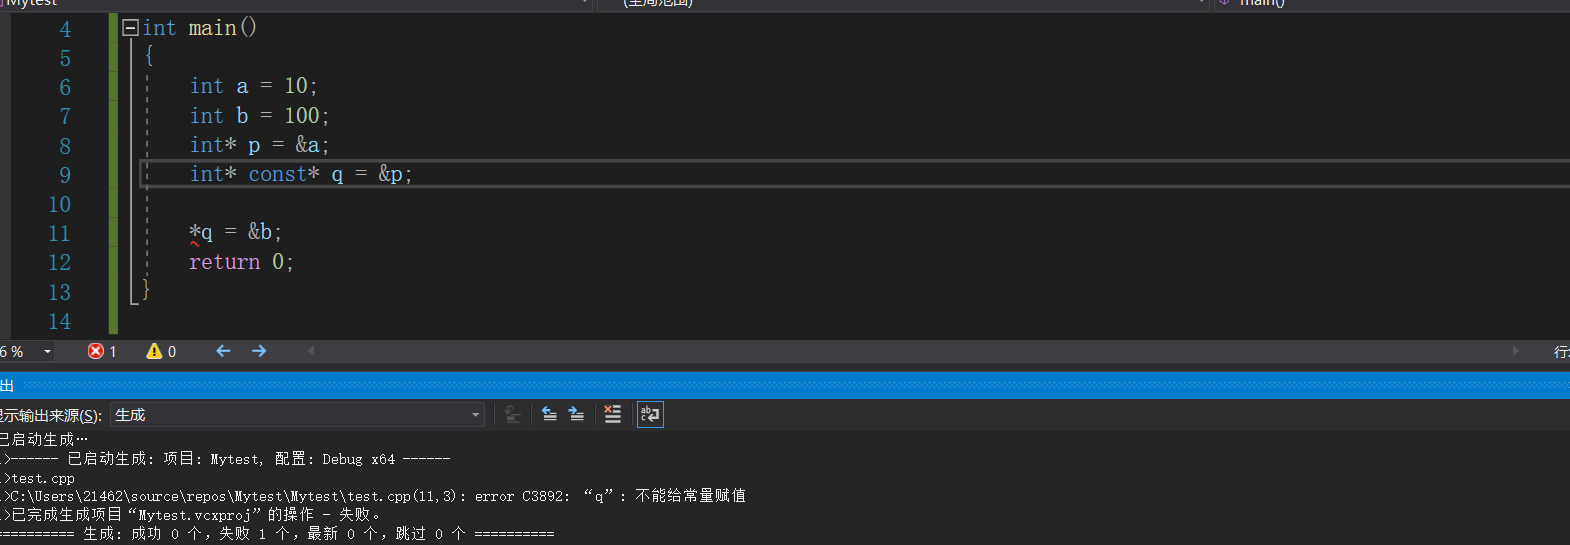 Mytest (全局范围) main()
4 int main()
5 {
6 int a = 10;
7 int b = 100;
8 int* p = &a;
9 int* const* q = &p;
10
11 *q = &b;
12 return 0;
13 }
14
6 % 1 0 行:
出
显示输出来源(S): 生成
已启动生成…
>------ 已启动生成: 项目: Mytest, 配置: Debug x64 ------
>test.cpp
>C:\Users\21462\source\repos\Mytest\Mytest\test.cpp(11,3): error C3892: “q”: 不能给常量赋值
>已完成生成项目“Mytest.vcxproj”的操作 - 失败。
========== 生成: 成功 0 个，失败 1 个，最新 0 个，跳过 0 个 ==========